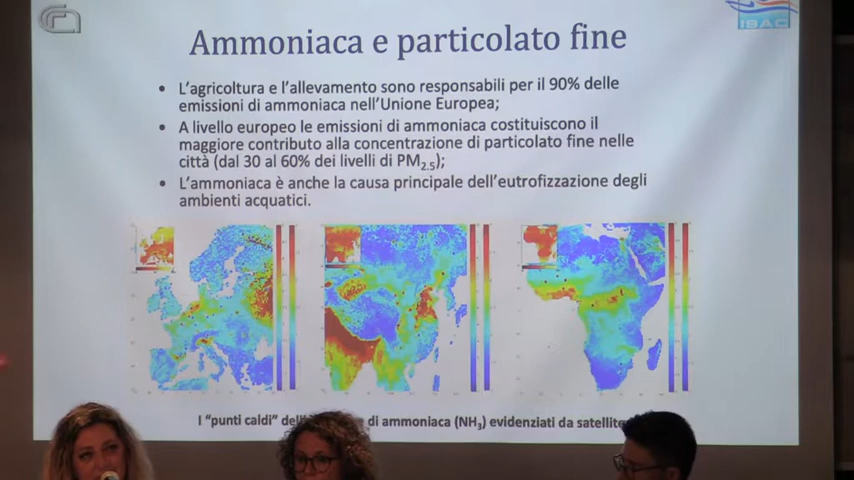 ISAC
Ammoniaca e particolato fine
• L'agricoltura e l'allevamento sono responsabili per il 90% delle
emissioni di ammoniaca nell'Unione Europea;
• A livello europeo le emissioni di ammoniaca costituiscono il
maggiore contributo alla concentrazione di particolato fine nelle
città (dal 30 al 60% dei livelli di PM2.5);
• L'ammoniaca è anche la causa principale dell'eutrofizzazione degli
ambienti acquatici.
I "punti caldi" di ammoniaca (NH3) evidenziati da satellite